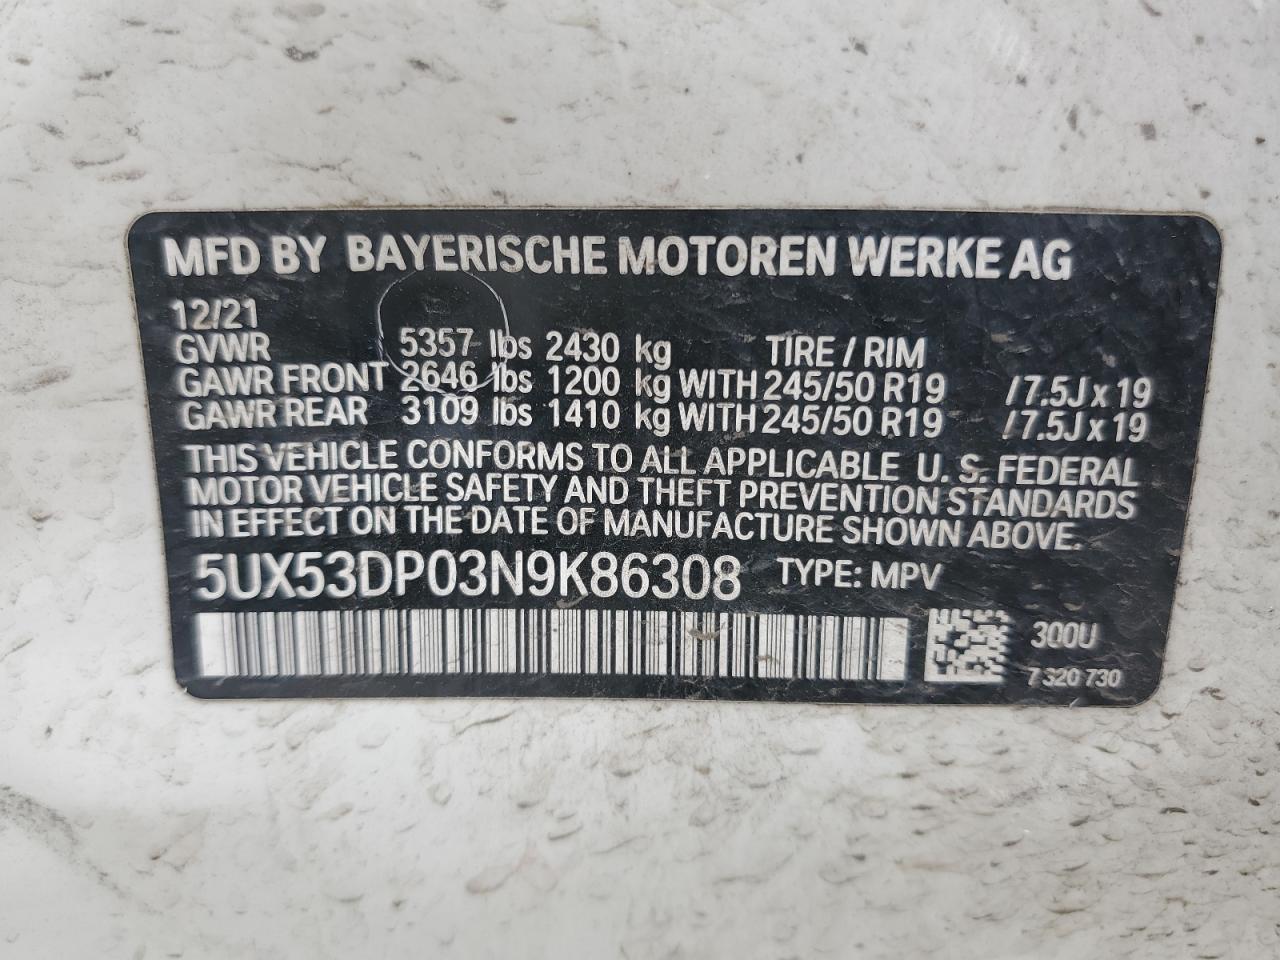 MFD BY BAYERISCHE MOTOREN WERKE AG
12/21
GVWR 5357 lbs 2430 kg TIRE / RIM
GAWR FRONT 2646 lbs 1200 kg WITH 245/50 R19 /7.5J x 19
GAWR REAR 3109 lbs 1410 kg WITH 245/50 R19 /7.5J x 19
THIS VEHICLE CONFORMS TO ALL APPLICABLE U. S. FEDERAL
MOTOR VEHICLE SAFETY AND THEFT PREVENTION STANDARDS
IN EFFECT ON THE DATE OF MANUFACTURE SHOWN ABOVE.
5UX53DP03N9K86308 TYPE: MPV
300U
7 320 730